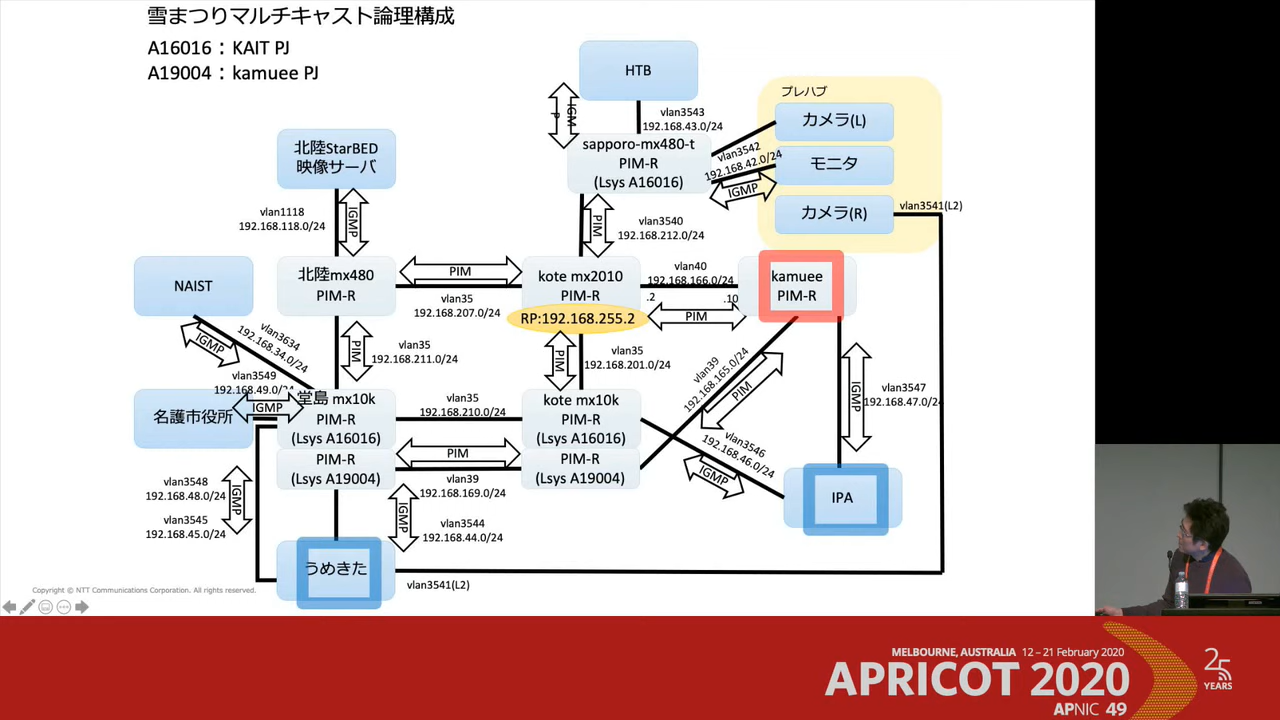 雪まつりマルチキャスト論理構成
A16016：KAIT PJ
A19004：kamuee PJ
HTB
IGM
P
vlan3543
192.168.43.0/24
プレハブ
カメラ(L)
sapporo-mx480-t
PIM-R
(Lsys A16016)
vlan3542
192.168.42.0/24
モニタ
IGMP
カメラ(R)
vlan3541(L2)
北陸StarBED
映像サーバ
vlan1118
192.168.118.0/24
IGMP
PIM
vlan3540
192.168.212.0/24
NAIST
北陸mx480
PIM-R
PIM
vlan35
192.168.207.0/24
kote mx2010
PIM-R
RP:192.168.255.2
vlan40
192.168.166.0/24
.2
.10
PIM
kamuee
PIM-R
vlan3634
192.168.34.0/24
IGMP
PIM
vlan35
192.168.211.0/24
PIM
vlan35
192.168.201.0/24
vlan39
192.168.165.0/24
PIM
IGMP
vlan3547
192.168.47.0/24
vlan3549
192.168.49.0/24
IGMP
名護市役所
堂島 mx10k
PIM-R
(Lsys A16016)
PIM-R
(Lsys A19004)
vlan35
192.168.210.0/24
PIM
vlan39
192.168.169.0/24
kote mx10k
PIM-R
(Lsys A16016)
PIM-R
(Lsys A19004)
vlan3546
192.168.46.0/24
IGMP
IPA
vlan3548
192.168.48.0/24
vlan3545
192.168.45.0/24
IGMP
IGMP
vlan3544
192.168.44.0/24
うめきた
vlan3541(L2)
Copyright © NTT Communications Corporation. All rights reserved.
MELBOURNE, AUSTRALIA 12 – 21 February 2020
APRICOT 2020
APNIC 49
25
YEARS